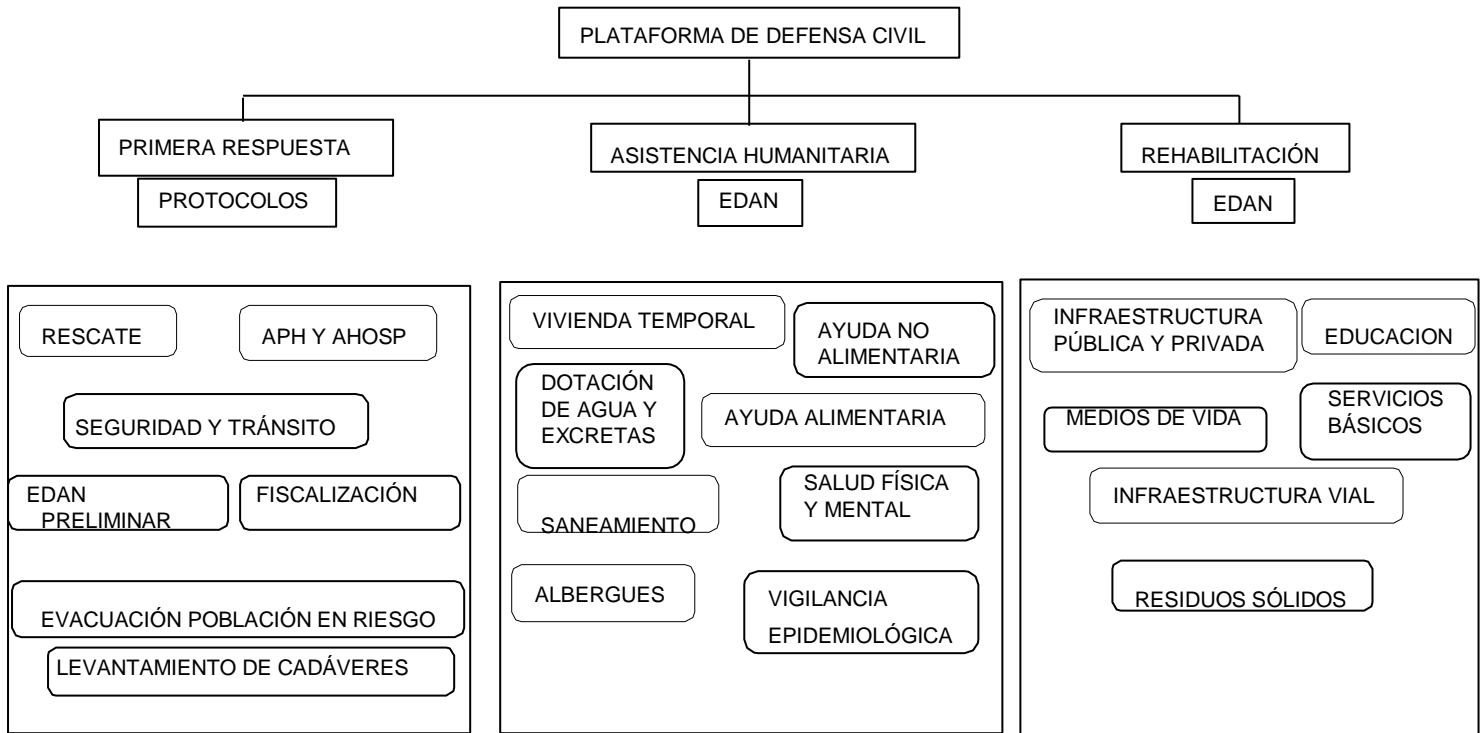 PLATAFORMA DE DEFENSA CIVIL
PRIMERA RESPUESTA
PROTOCOLOS
ASISTENCIA HUMANITARIA
EDAN
REHABILITACIÓN
EDAN
RESCATE
APH Y AHOSP
SEGURIDAD Y TRÁNSITO
EDAN
PRELIMINAR
FISCALIZACIÓN
EVACUACIÓN POBLACIÓN EN RIESGO
LEVANTAMIENTO DE CADÁVERES
VIVIENDA TEMPORAL
AYUDA NO
ALIMENTARIA
DOTACIÓN
DE AGUA Y
EXCRETAS
AYUDA ALIMENTARIA
SANEAMIENTO
SALUD FÍSICA
Y MENTAL
ALBERGUES
VIGILANCIA
EPIDEMIOLÓGICA
INFRAESTRUCTURA
PÚBLICA Y PRIVADA
EDUCACION
MEDIOS DE VIDA
SERVICIOS
BÁSICOS
INFRAESTRUCTURA VIAL
RESIDUOS SÓLIDOS